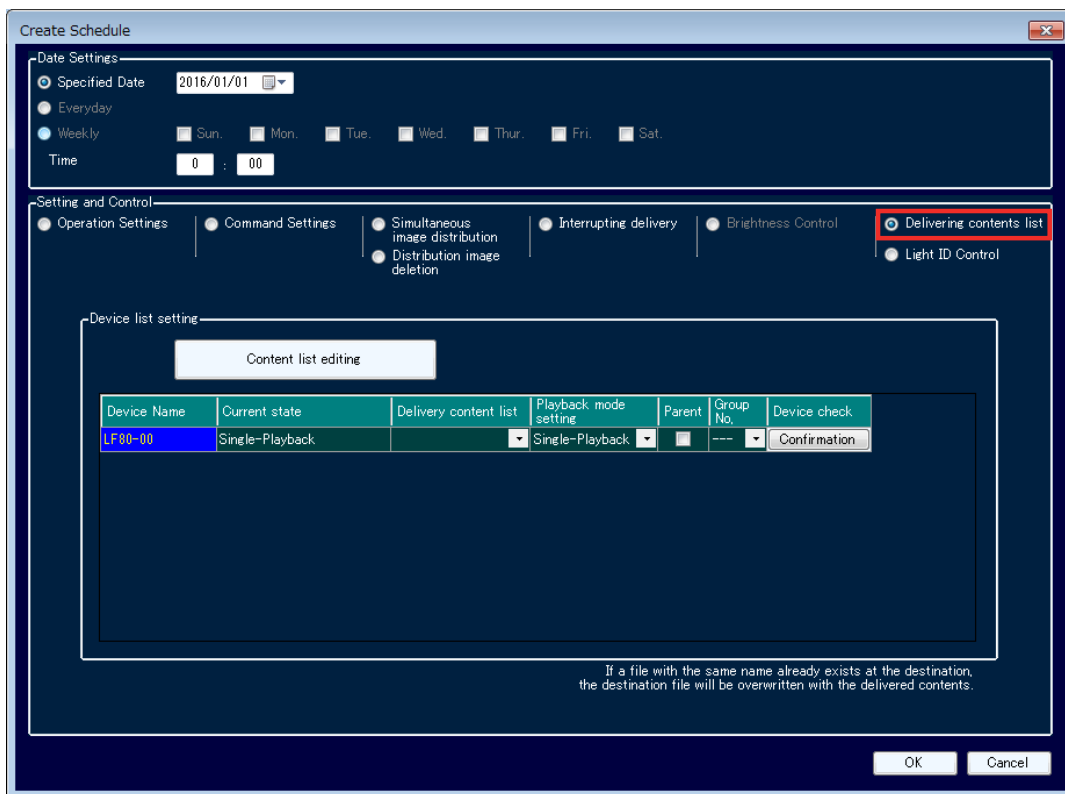 Create Schedule
Date Settings
Specified Date 2016/01/01
Everyday
Weekly Sun. Mon. Tue. Wed. Thur. Fri. Sat.
Time 0 : 00
Setting and Control
Operation Settings Command Settings Simultaneous image distribution Interrupting delivery Brightness Control Delivering contents list
Distribution image deletion Light ID Control
Device list setting
Content list editing
Device Name Current state Delivery content list Playback mode setting Parent Group No. Device check
LF80-00 Single-Playback Single-Playback --- Confirmation
If a file with the same name already exists at the destination,
the destination file will be overwritten with the delivered contents.
OK Cancel